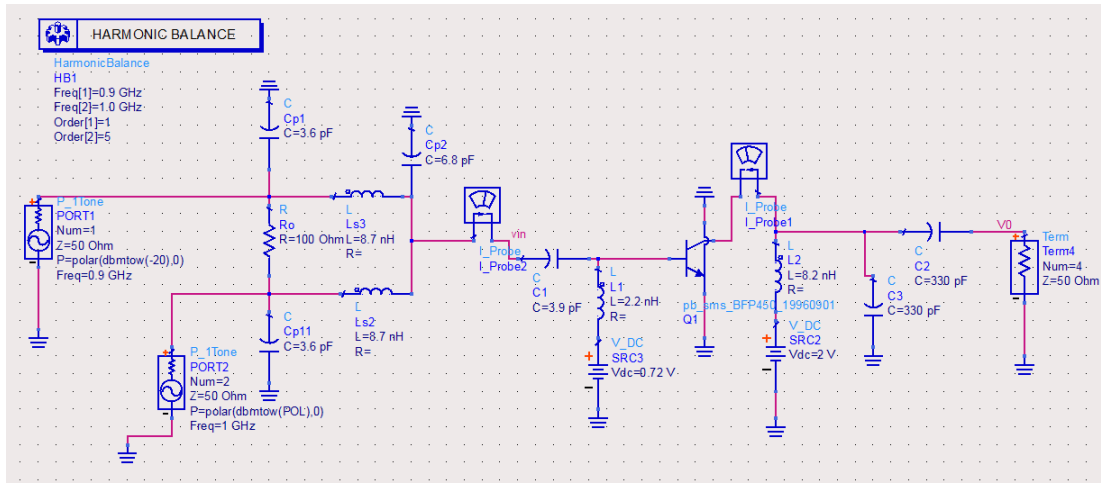 HARMONIC BALANCE
HarmonicBalance
HB1
Freq[1]=0.9 GHz
Freq[2]=1.0 GHz
Order[1]=1
Order[2]=5
C
Cp1
C=3.6 pF
C
Cp2
C=6.8 pF
P_1Tone
PORT1
Num=1
Z=50 Ohm
P=polar(dbmtow(-20),0)
Freq=0.9 GHz
R
Ro
R=100 Ohm
L
Ls3
L=8.7 nH
R=
I_Probe
I_Probe2
vin
C
C1
C=3.9 pF
L
L1
L=2.2 nH
R=
pb_sms_BFP450_19960901
Q1
I_Probe
I_Probe1
L
L2
L=8.2 nH
R=
C
C2
C=330 pF
C
C3
C=330 pF
V0
Term
Term4
Num=4
Z=50 Ohm
C
Cp11
C=3.6 pF
L
Ls2
L=8.7 nH
R=
P_1Tone
PORT2
Num=2
Z=50 Ohm
P=polar(dbmtow(POL),0)
Freq=1 GHz
V_DC
SRC3
Vdc=0.72 V
V_DC
SRC2
Vdc=2 V